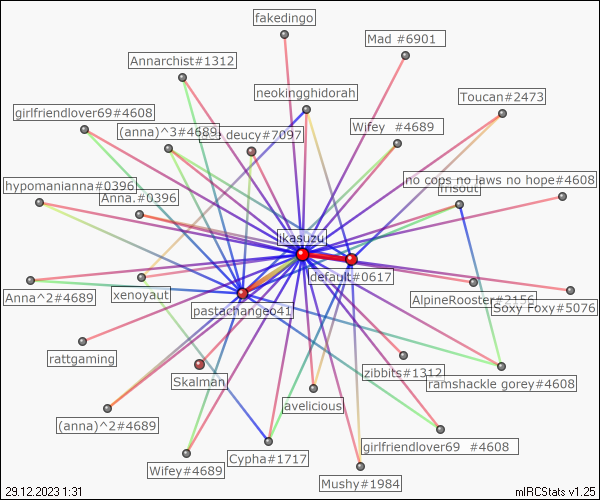 fakedingo
Mad #6901
Annarchist#1312
neokingghidorah
Toucan#2473
girlfriendlover69#4608
(anna)^3#4689
deucy#7097
Wifey #4689
hypomanianna#0396
Anna.#0396
no cops no laws no hope#4608
ikasuzu
default#0617
Anna^2#4689
xenoyaut
pastachangeo41
AlpineRooster#2156
Soxy Foxy#5076
rattgaming
Skalman
zibbits#1312
ramshackle gorey#4608
avelicious
(anna)^2#4689
girlfriendlover69 #4608
Wifey#4689
Cypha#1717
Mushy#1984
29.12.2023 1:31
mIRCStats v1.25